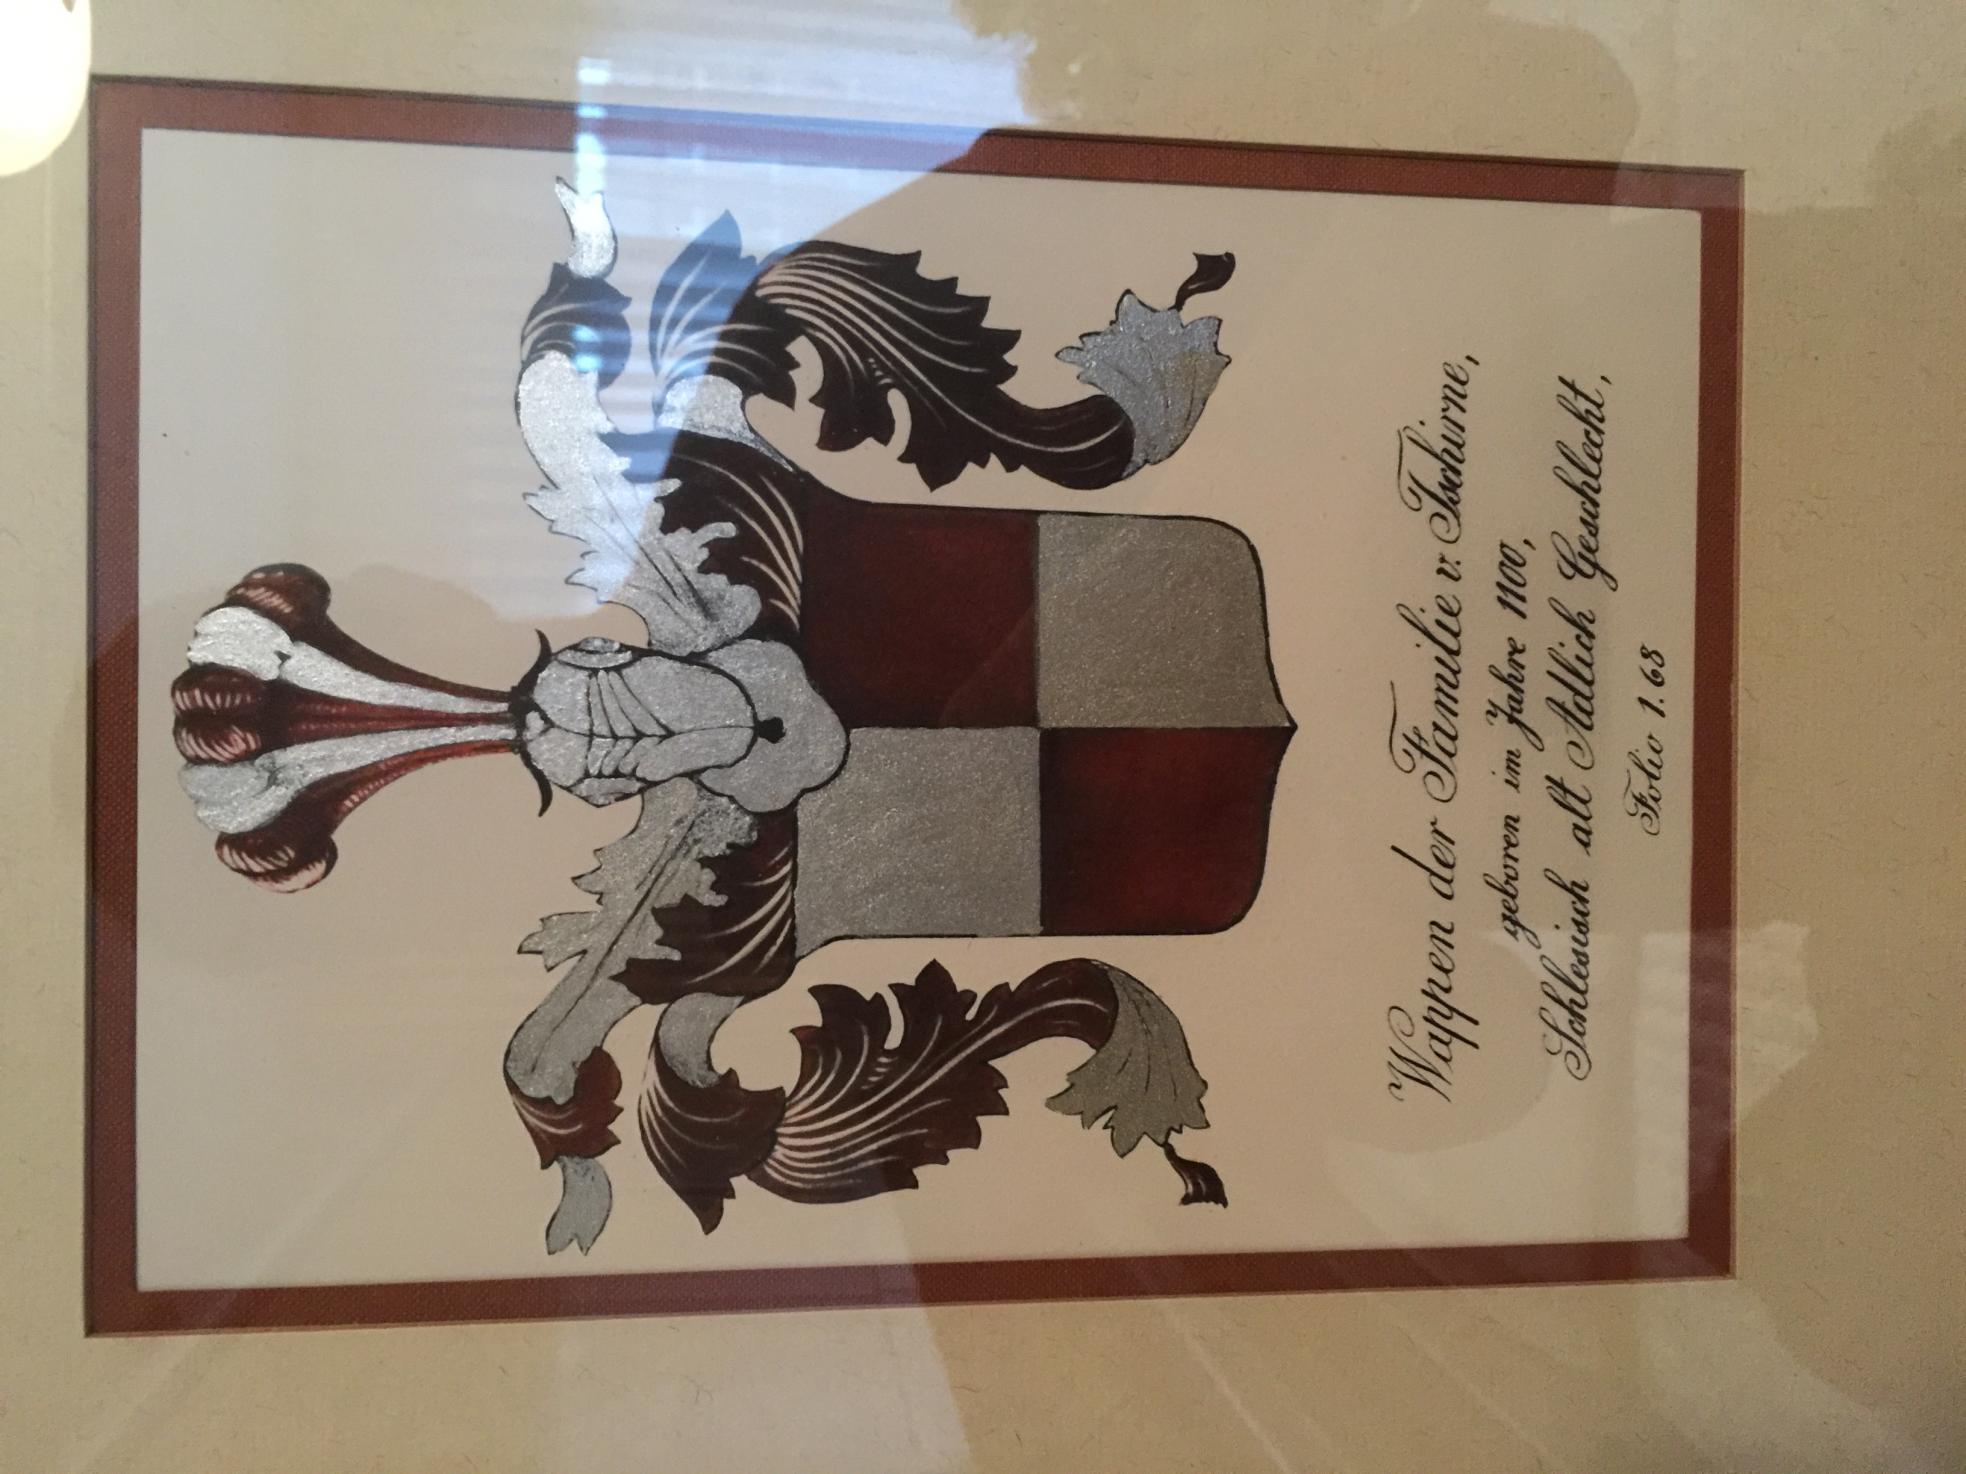 Wappen der Familie v. Tschirne,
geboren im Jahre 1100,
Schlesisch alt Adlich Geschlecht,
Folio 1.68